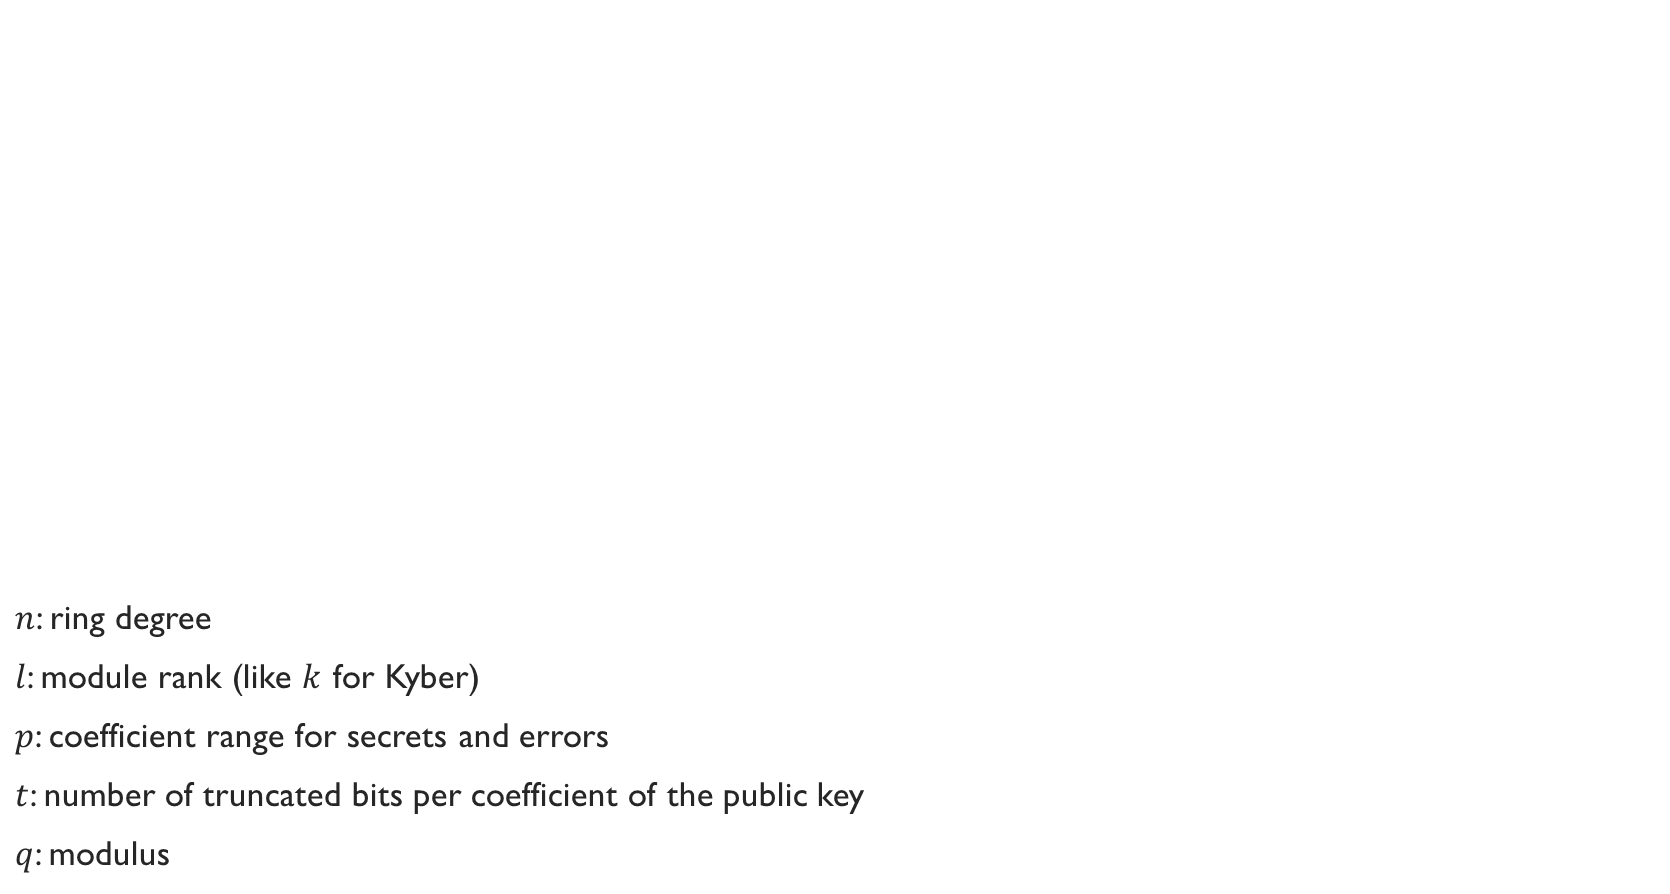 n: ring degree
l: module rank (like k for Kyber)
p: coefficient range for secrets and errors
t: number of truncated bits per coefficient of the public key
q: modulus